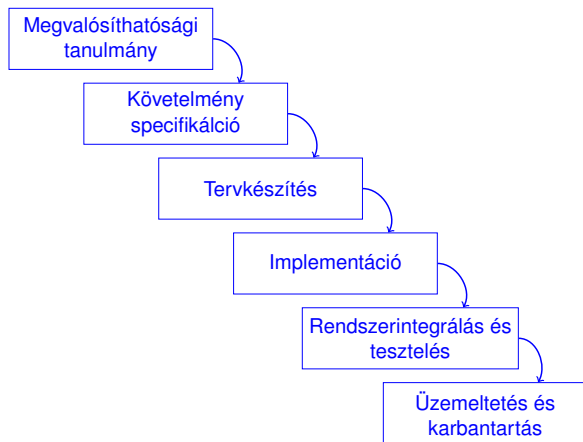 Megvalósíthatósági
tanulmány
Követelmény
specifikálció
Tervkészítés
Implementáció
Rendszerintegrálás és
tesztelés
Üzemeltetés és
karbantartás